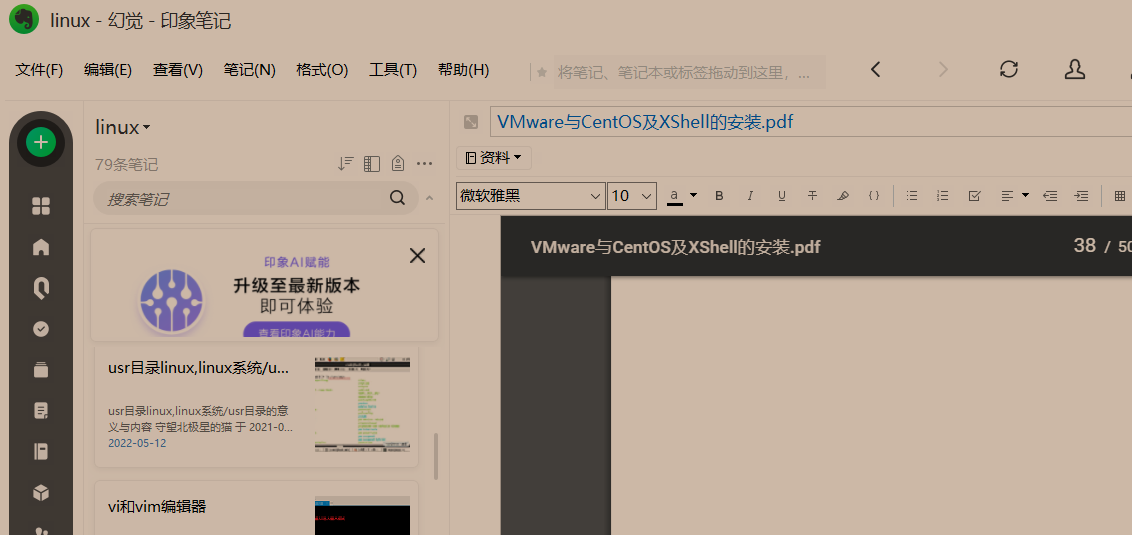 linux - 幻觉 - 印象笔记
文件(F) 编辑(E) 查看(V) 笔记(N) 格式(O) 工具(T) 帮助(H)
将笔记、笔记本或标签拖动到这里，...
linux
79条笔记
搜索笔记
印象AI赋能
升级至最新版本
即可体验
查看印象AI能力
usr目录linux,linux系统/u...
usr目录linux,linux系统/usr目录的意
义与内容 守望北极星的猫 于 2021-0...
2022-05-12
vi和vim编辑器
VMware与CentOS及XShell的安装.pdf
资料
微软雅黑 10 a B I U T {}
VMware与CentOS及XShell的安装.pdf 38 / 50